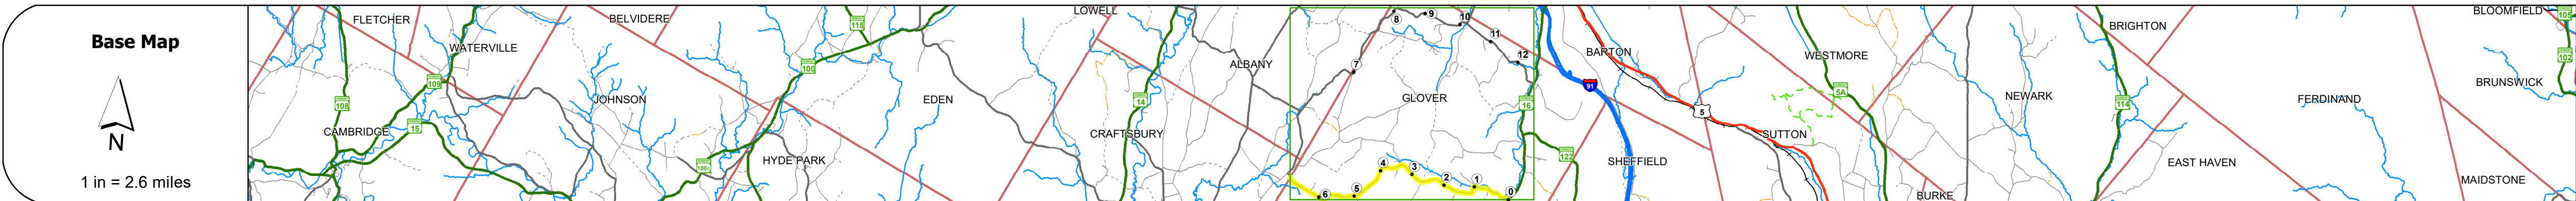 Base Map
N
1 in = 2.6 miles
FLETCHER
WATERVILLE
BELVIDERE
118
LOWELL
8
9
10
11
12
7
BARTON
WESTMORE
BRIGHTON
BLOOMFIELD
105
102
BRUNSWICK
109
100
108
JOHNSON
EDEN
14
ALBANY
GLOVER
16
91
5
5A
NEWARK
114
FERDINAND
CAMBRIDGE
15
HYDE PARK
100C
CRAFTSBURY
122
SHEFFIELD
SUTTON
EAST HAVEN
MAIDSTONE
BURKE
6
5
4
3
2
1
0